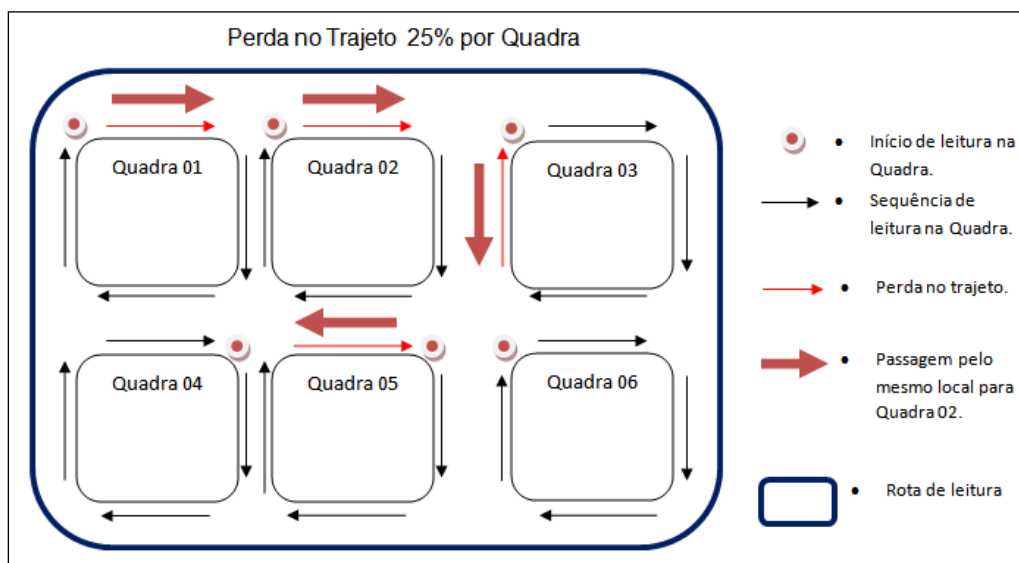 Perda no Trajeto 25% por Quadra
Quadra 01
Quadra 02
Quadra 03
Quadra 04
Quadra 05
Quadra 06
• Início de leitura na
Quadra.
• Sequência de
leitura na Quadra.
• Perda no trajeto.
• Passagem pelo
mesmo local para
Quadra 02.
• Rota de leitura